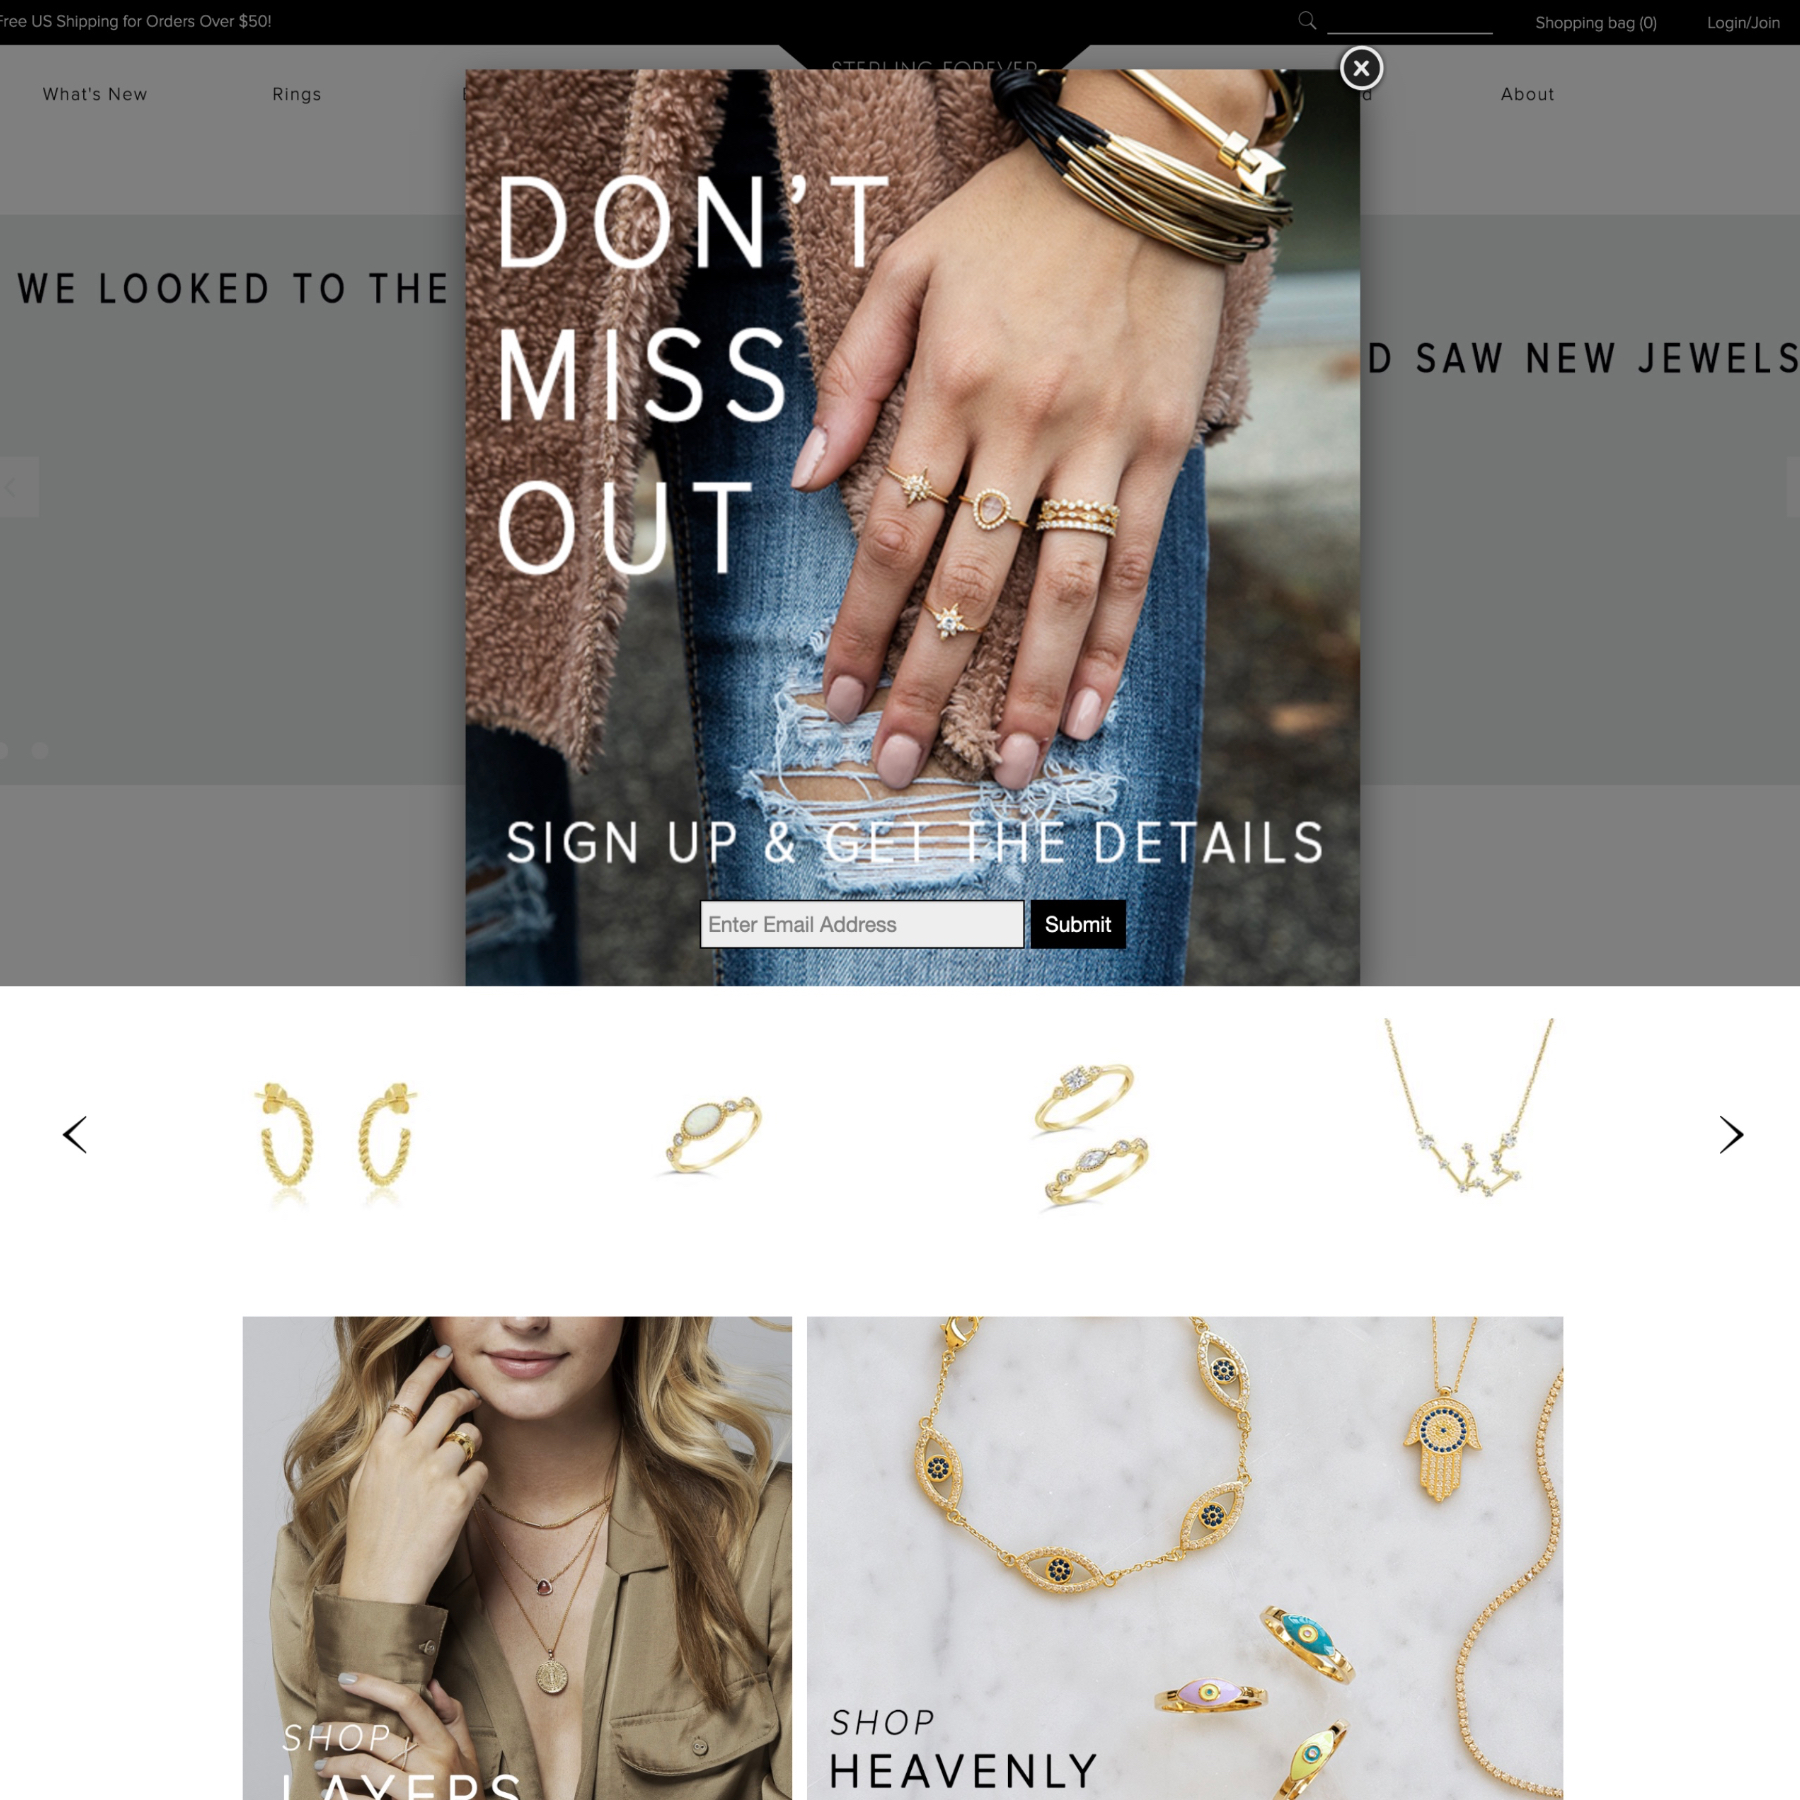 Free US Shipping for Orders Over $50!
Shopping bag (0)
Login/Join
STERLING FOREVER
What's New
Rings
About
WE LOOKED TO THE
D SAW NEW JEWELS
DON'T
MISS
OUT
SIGN UP & GET THE DETAILS
Enter Email Address
Submit
SHOP
LAYERS
SHOP
HEAVENLY